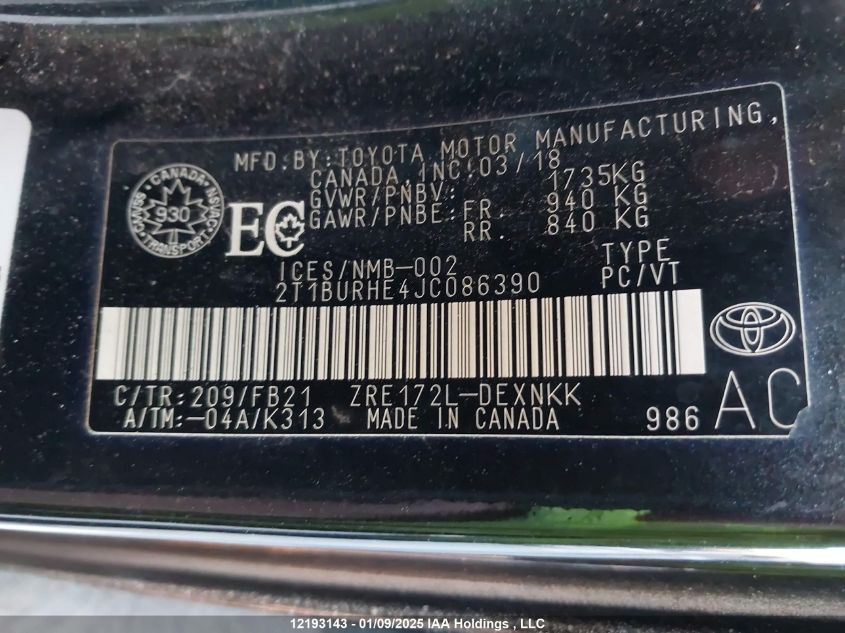 MFD.BY:TOYOTA MOTOR MANUFACTURING,
CANADA INC.03/18
GVWR/PNBV: 1735KG
GAWR/PNBE:FR. 940 KG
RR. 840 KG
CANADA
930
TRANSPORT
EC
ICES/NMB-002
TYPE
2T1BURHE4JC086390
PC/VT
C/TR:209/FB21 ZRE172L-DEXNKK
A/TM:-04A/K313 MADE IN CANADA
986 AC
12193143 - 01/09/2025 IAA Holdings , LLC